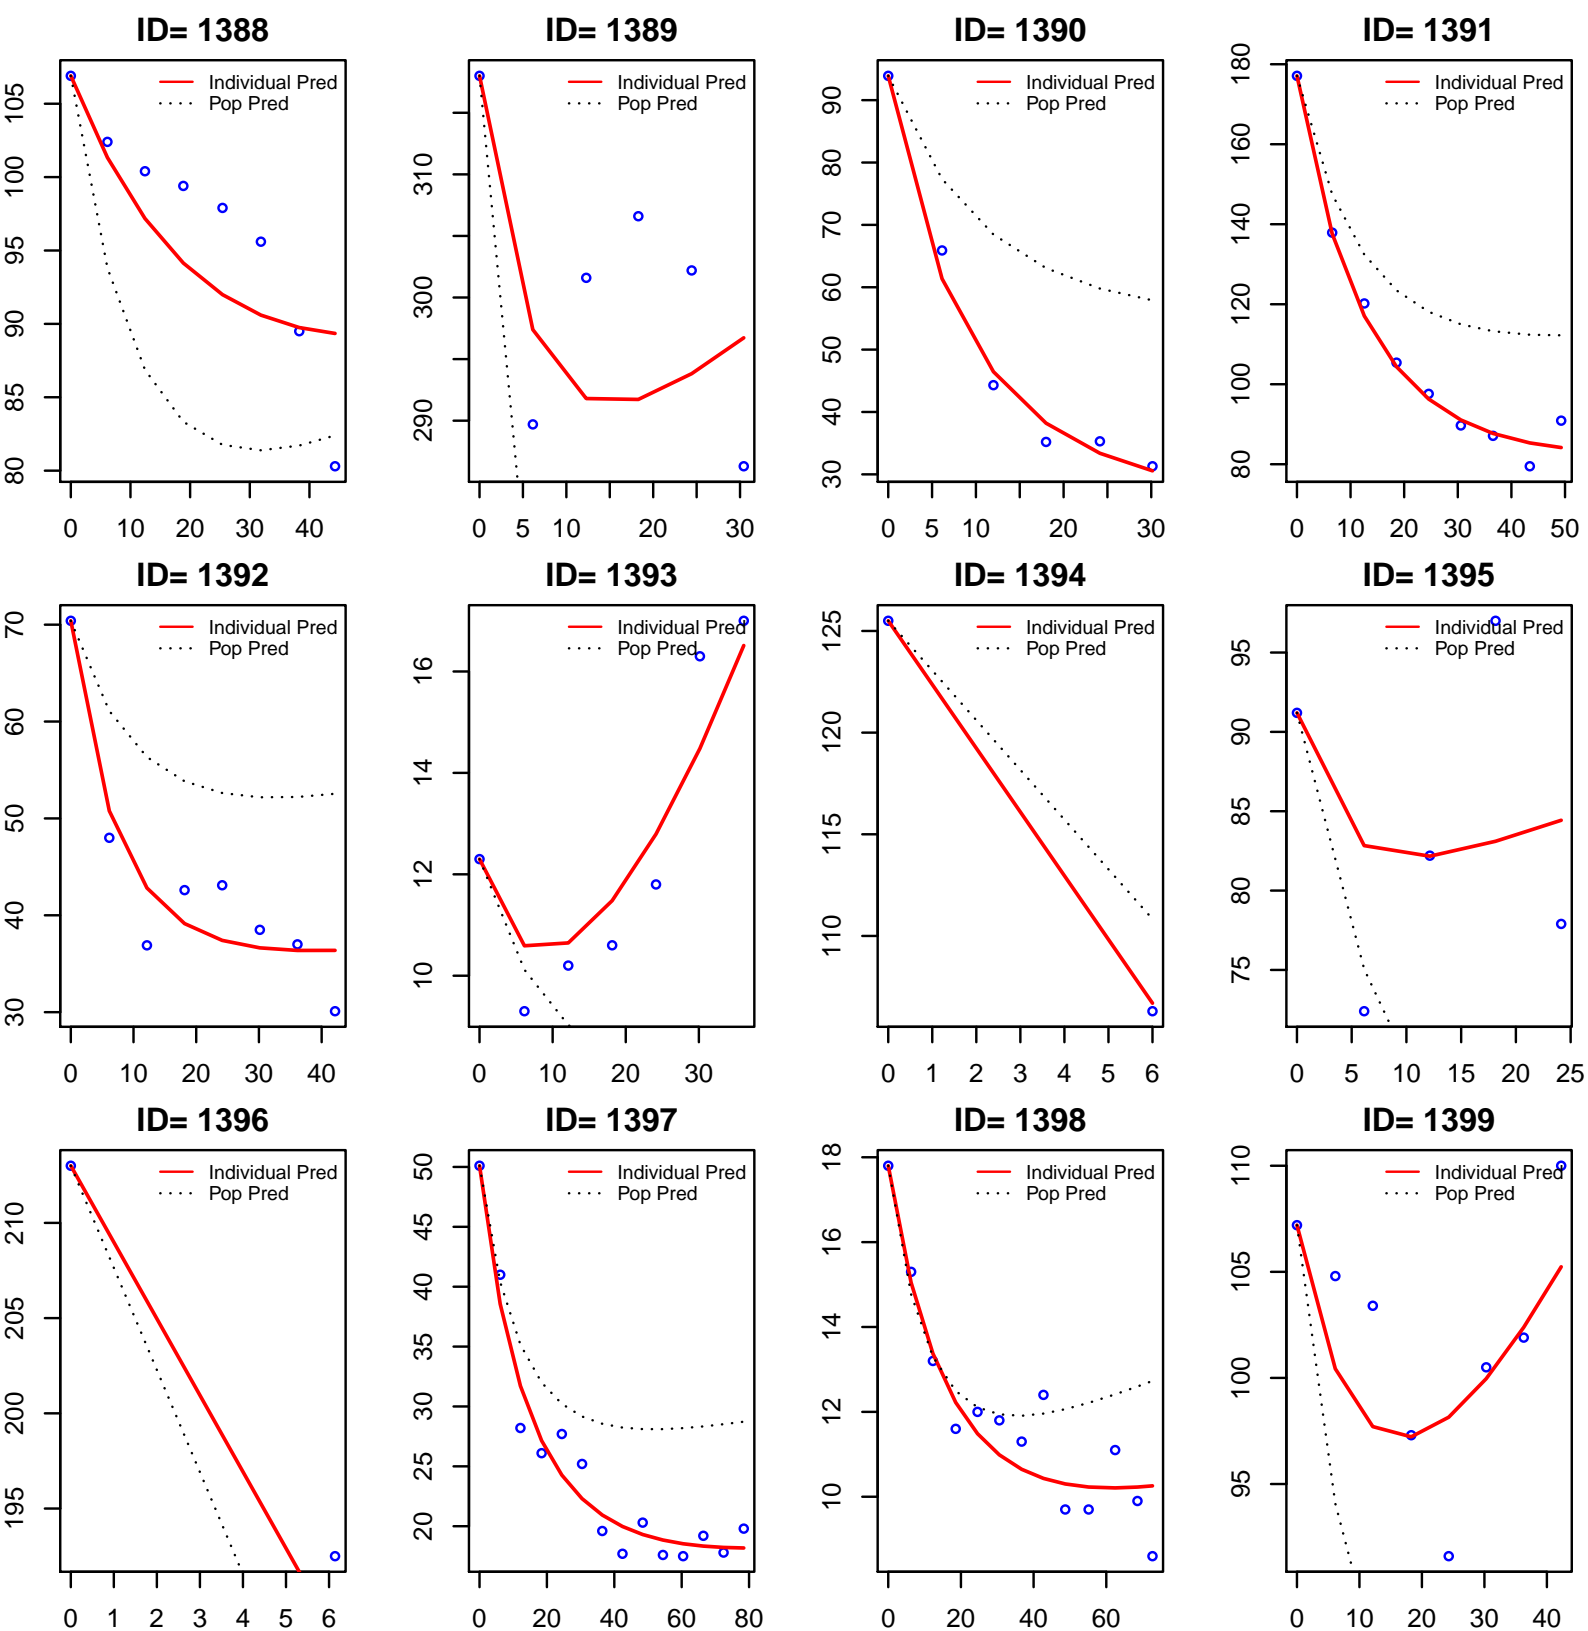 ID= 1388
Individual Pred
Pop Pred
105
100
95
90
85
80
0 10 20 30 40
ID= 1389
Individual Pred
Pop Pred
310
300
290
0 5 10 20 30
ID= 1390
Individual Pred
Pop Pred
90
80
70
60
50
40
30
0 5 10 20 30
ID= 1391
Individual Pred
Pop Pred
180
160
140
120
100
80
0 10 20 30 40 50
ID= 1392
Individual Pred
Pop Pred
70
60
50
40
30
0 10 20 30 40
ID= 1393
Individual Pred
Pop Pred
16
14
12
10
0 10 20 30
ID= 1394
Individual Pred
Pop Pred
125
120
115
110
0 1 2 3 4 5 6
ID= 1395
Individual Pred
Pop Pred
95
90
85
80
75
0 5 10 15 20 25
ID= 1396
Individual Pred
Pop Pred
210
205
200
195
0 1 2 3 4 5 6
ID= 1397
Individual Pred
Pop Pred
50
45
40
35
30
25
20
0 20 40 60 80
ID= 1398
Individual Pred
Pop Pred
18
16
14
12
10
0 20 40 60
ID= 1399
Individual Pred
Pop Pred
110
105
100
95
0 10 20 30 40